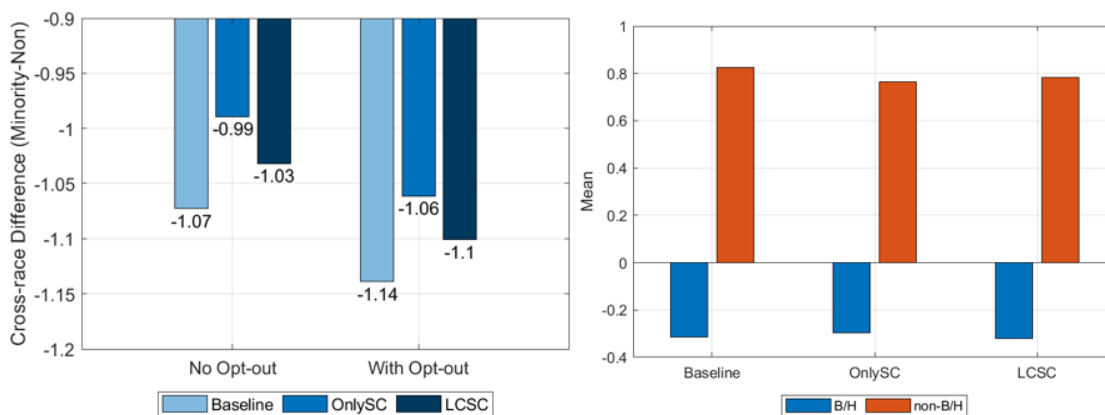 Cross-race Difference (Minority-Non)
-0.9
-0.95
-1
-1.05
-1.1
-1.15
-1.2
-1.07
-0.99
-1.03
-1.14
-1.06
-1.1
No Opt-out
With Opt-out
Baseline
OnlySC
LCSC
Mean
1
0.8
0.6
0.4
0.2
0
-0.2
-0.4
Baseline
OnlySC
LCSC
B/H
non-B/H